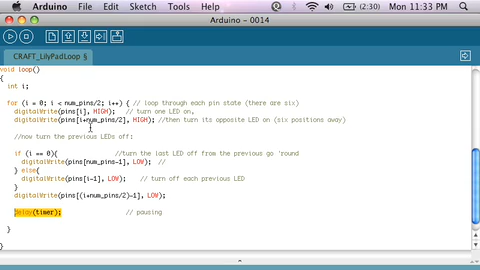 Arduino File Edit Sketch Tools Help (2:30) Mon 11:33 PM
Arduino - 0014
CRAFT_LilyPadLoop §
void loop()
{
int i;
for (i = 0; i < num_pins/2; i++) { // loop through each pin state (there are six)
digitalWrite(pins[i], HIGH); // turn one LED on,
digitalWrite(pins[i+num_pins/2], HIGH); //then turn its opposite LED on (six positions away)
//now turn the previous LEDs off:
if (i == 0){ //turn the last LED off from the previous go 'round
digitalWrite(pins[num_pins-1], LOW); //
} else{
digitalWrite(pins[i-1], LOW); // turn off each previous LED
}
digitalWrite(pins[(i+num_pins/2)-1], LOW);
delay(timer); // pausing
}
}